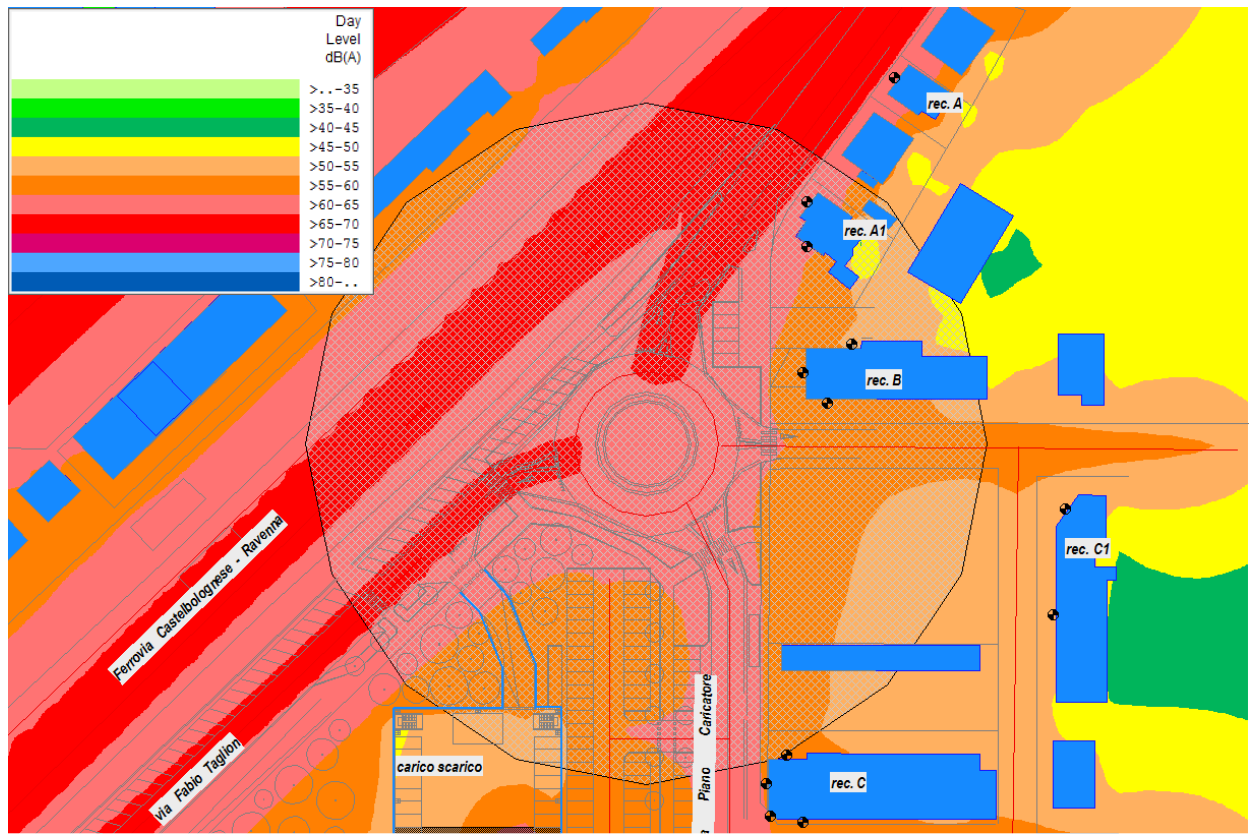 Day
Level
dB(A)
>..-35
>35-40
>40-45
>45-50
>50-55
>55-60
>60-65
>65-70
>70-75
>75-80
>80-..
rec. A
rec. A1
rec. B
rec. C1
Ferrovia Castelbolognese - Ravenna
via Fabio Taglion
carico scarico
Piano Caricatore
rec. C